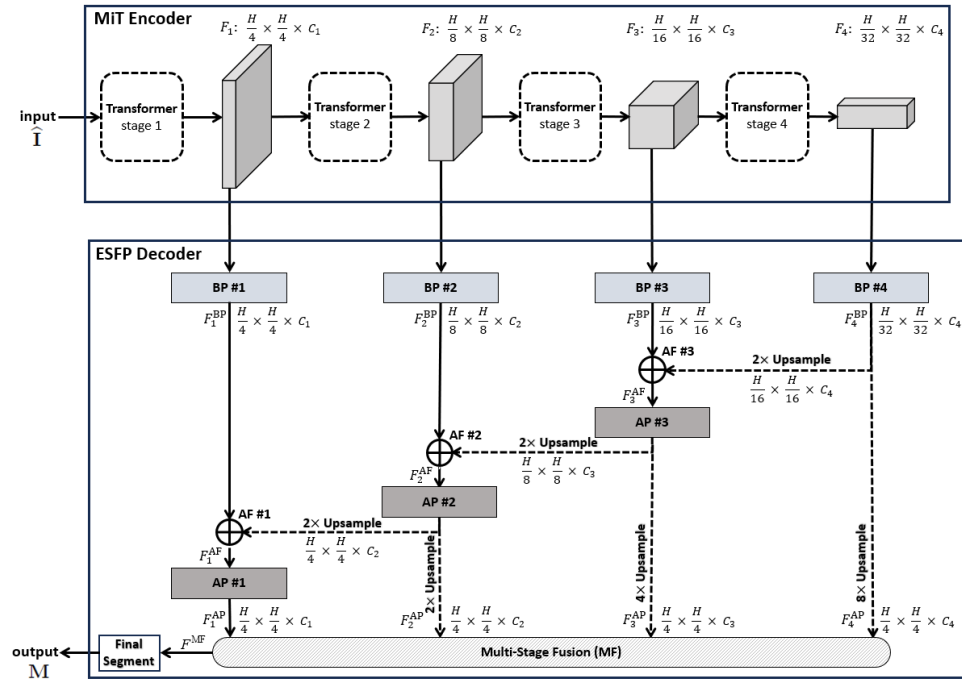 MiT Encoder
F₁: H/4 × H/4 × C₁
F₂: H/8 × H/8 × C₂
F₃: H/16 × H/16 × C₃
F₄: H/32 × H/32 × C₄
input
Î
Transformer
stage 1
Transformer
stage 2
Transformer
stage 3
Transformer
stage 4
ESFP Decoder
BP #1
BP #2
BP #3
BP #4
F₁^BP H/4 × H/4 × C₁
F₂^BP H/8 × H/8 × C₂
F₃^BP H/16 × H/16 × C₃
F₄^BP H/32 × H/32 × C₄
AF #3
2× Upsample
H/16 × H/16 × C₄
F₃^AF
AP #3
AF #2
2× Upsample
H/8 × H/8 × C₃
F₂^AF
AP #2
AF #1
2× Upsample
H/4 × H/4 × C₂
F₁^AF
AP #1
2× Upsample
4× Upsample
8× Upsample
F₁^AP H/4 × H/4 × C₁
F₂^AP H/4 × H/4 × C₂
F₃^AP H/4 × H/4 × C₃
F₄^AP H/4 × H/4 × C₄
output
M
Final
Segment
F^MF
Multi-Stage Fusion (MF)